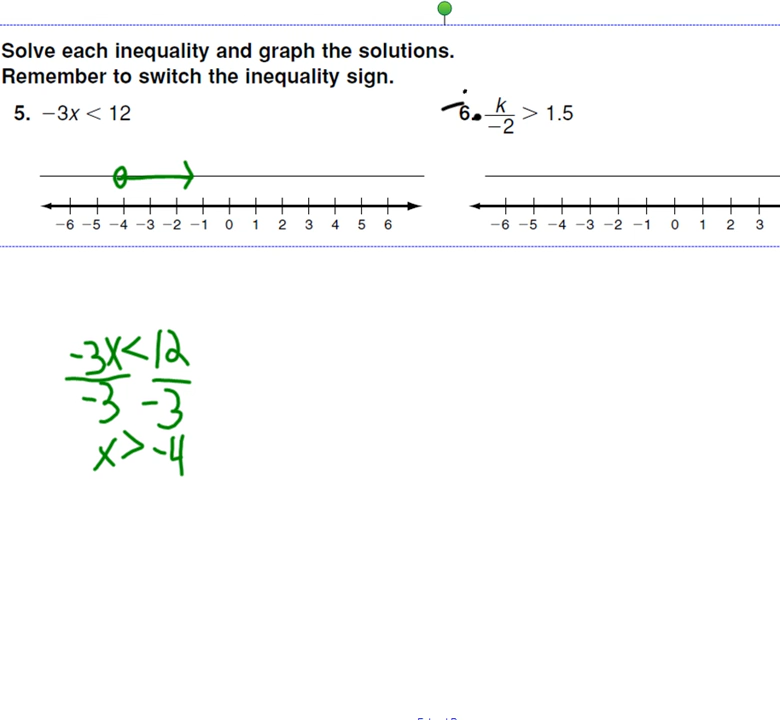 Solve each inequality and graph the solutions.
Remember to switch the inequality sign.
5. −3x < 12
6. k/−2 > 1.5
−6 −5 −4 −3 −2 −1 0 1 2 3 4 5 6
−6 −5 −4 −3 −2 −1 0 1 2 3
-3x < 12
-3 -3
x > -4